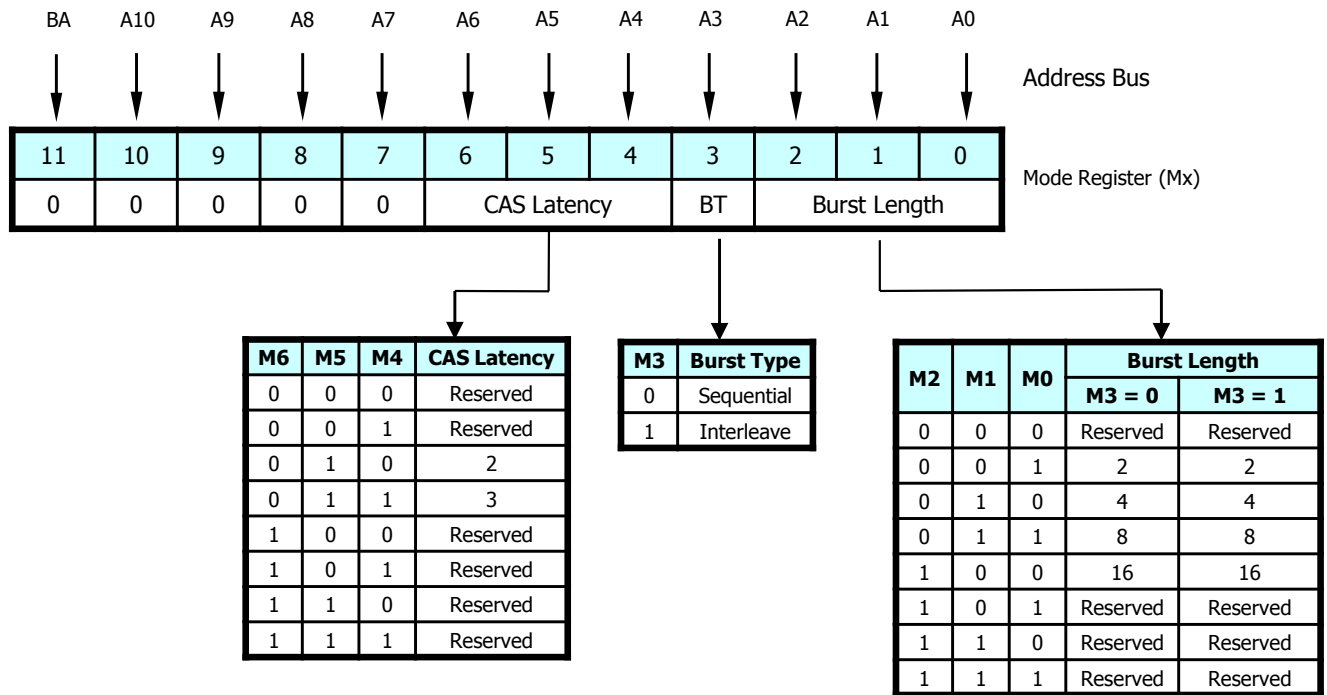 BA A10 A9 A8 A7 A6 A5 A4 A3 A2 A1 A0
Address Bus
11 10 9 8 7 6 5 4 3 2 1 0
Mode Register (Mx)
0 0 0 0 0 CAS Latency BT Burst Length
M6 M5 M4 CAS Latency
0 0 0 Reserved
0 0 1 Reserved
0 1 0 2
0 1 1 3
1 0 0 Reserved
1 0 1 Reserved
1 1 0 Reserved
1 1 1 Reserved
M3 Burst Type
0 Sequential
1 Interleave
M2 M1 M0 Burst Length
M3 = 0 M3 = 1
0 0 0 Reserved Reserved
0 0 1 2 2
0 1 0 4 4
0 1 1 8 8
1 0 0 16 16
1 0 1 Reserved Reserved
1 1 0 Reserved Reserved
1 1 1 Reserved Reserved